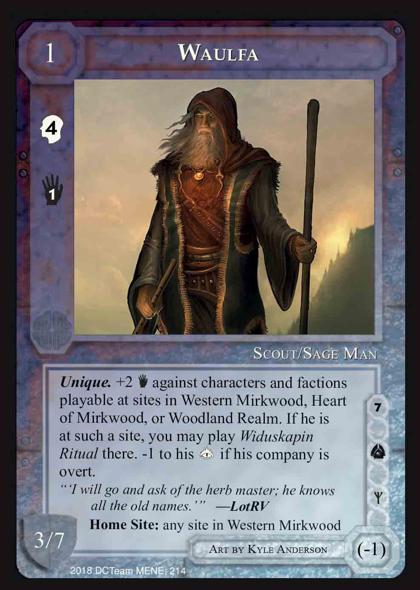 1
WAULFA
4
1
SCOUT/SAGE MAN
Unique. +2 against characters and factions
playable at sites in Western Mirkwood, Heart
of Mirkwood, or Woodland Realm. If he is
at such a site, you may play Widuskapin
Ritual there. -1 to his if his company is
overt.
“‘I will go and ask of the herb master; he knows
all the old names.’” —LotRV
Home Site: any site in Western Mirkwood
7
3/7
ART BY KYLE ANDERSON
(-1)
2018 DCTeam MENE: 214